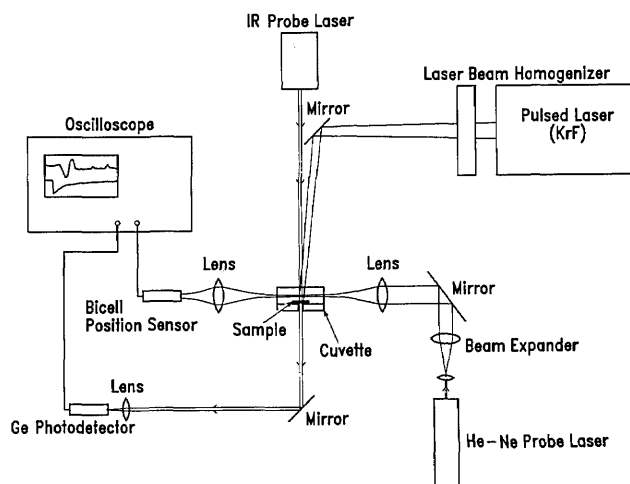 IR Probe Laser
Laser Beam Homogenizer
Mirror
Pulsed Laser
(KrF)
Oscilloscope
Lens
Lens
Mirror
Bicell
Position Sensor
Sample
Cuvette
Beam Expander
Lens
Mirror
Ge Photodetector
He-Ne Probe Laser